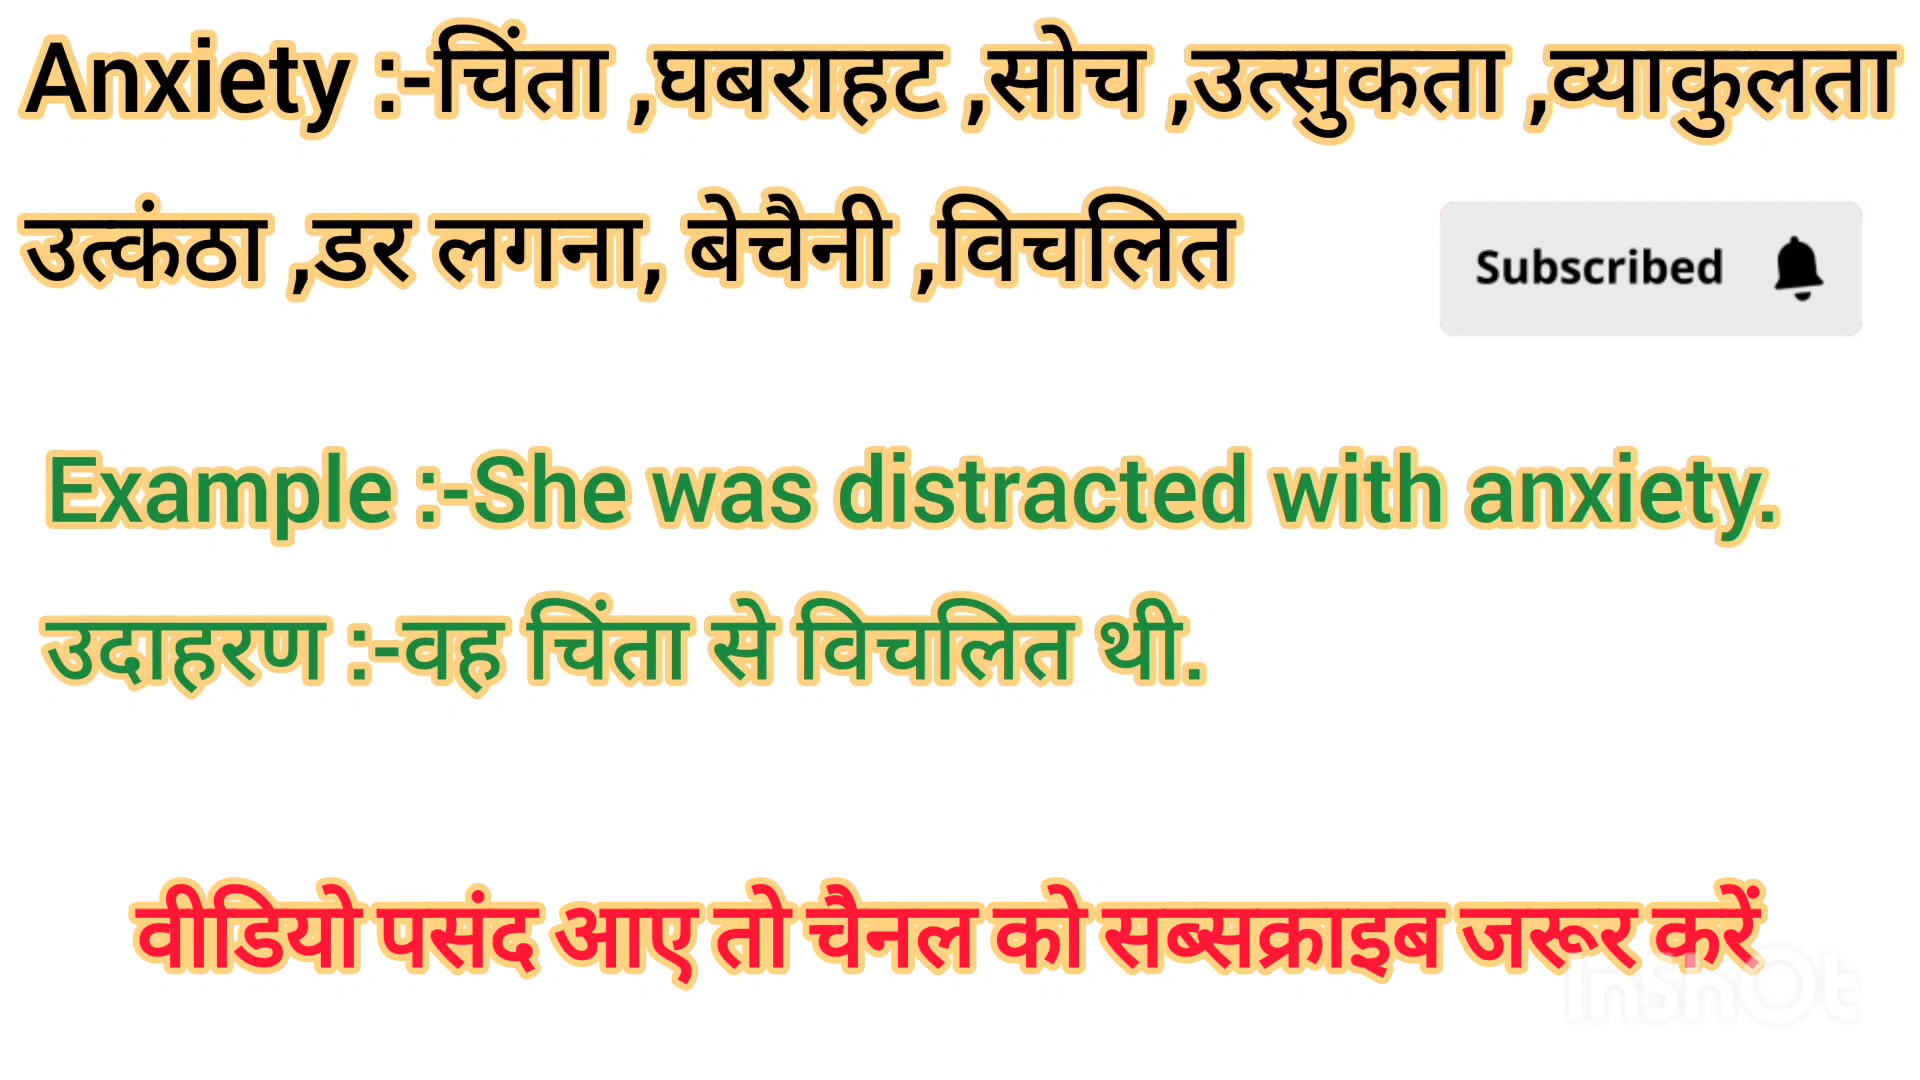 Anxiety :-चिंता ,घबराहट ,सोच ,उत्सुकता ,व्याकुलता
उत्कंठा ,डर लगना, बेचैनी ,विचलित
Subscribed
Example :-She was distracted with anxiety.
उदाहरण :-वह चिंता से विचलित थी.
वीडियो पसंद आए तो चैनल को सब्सक्राइब जरूर करें
InShOt